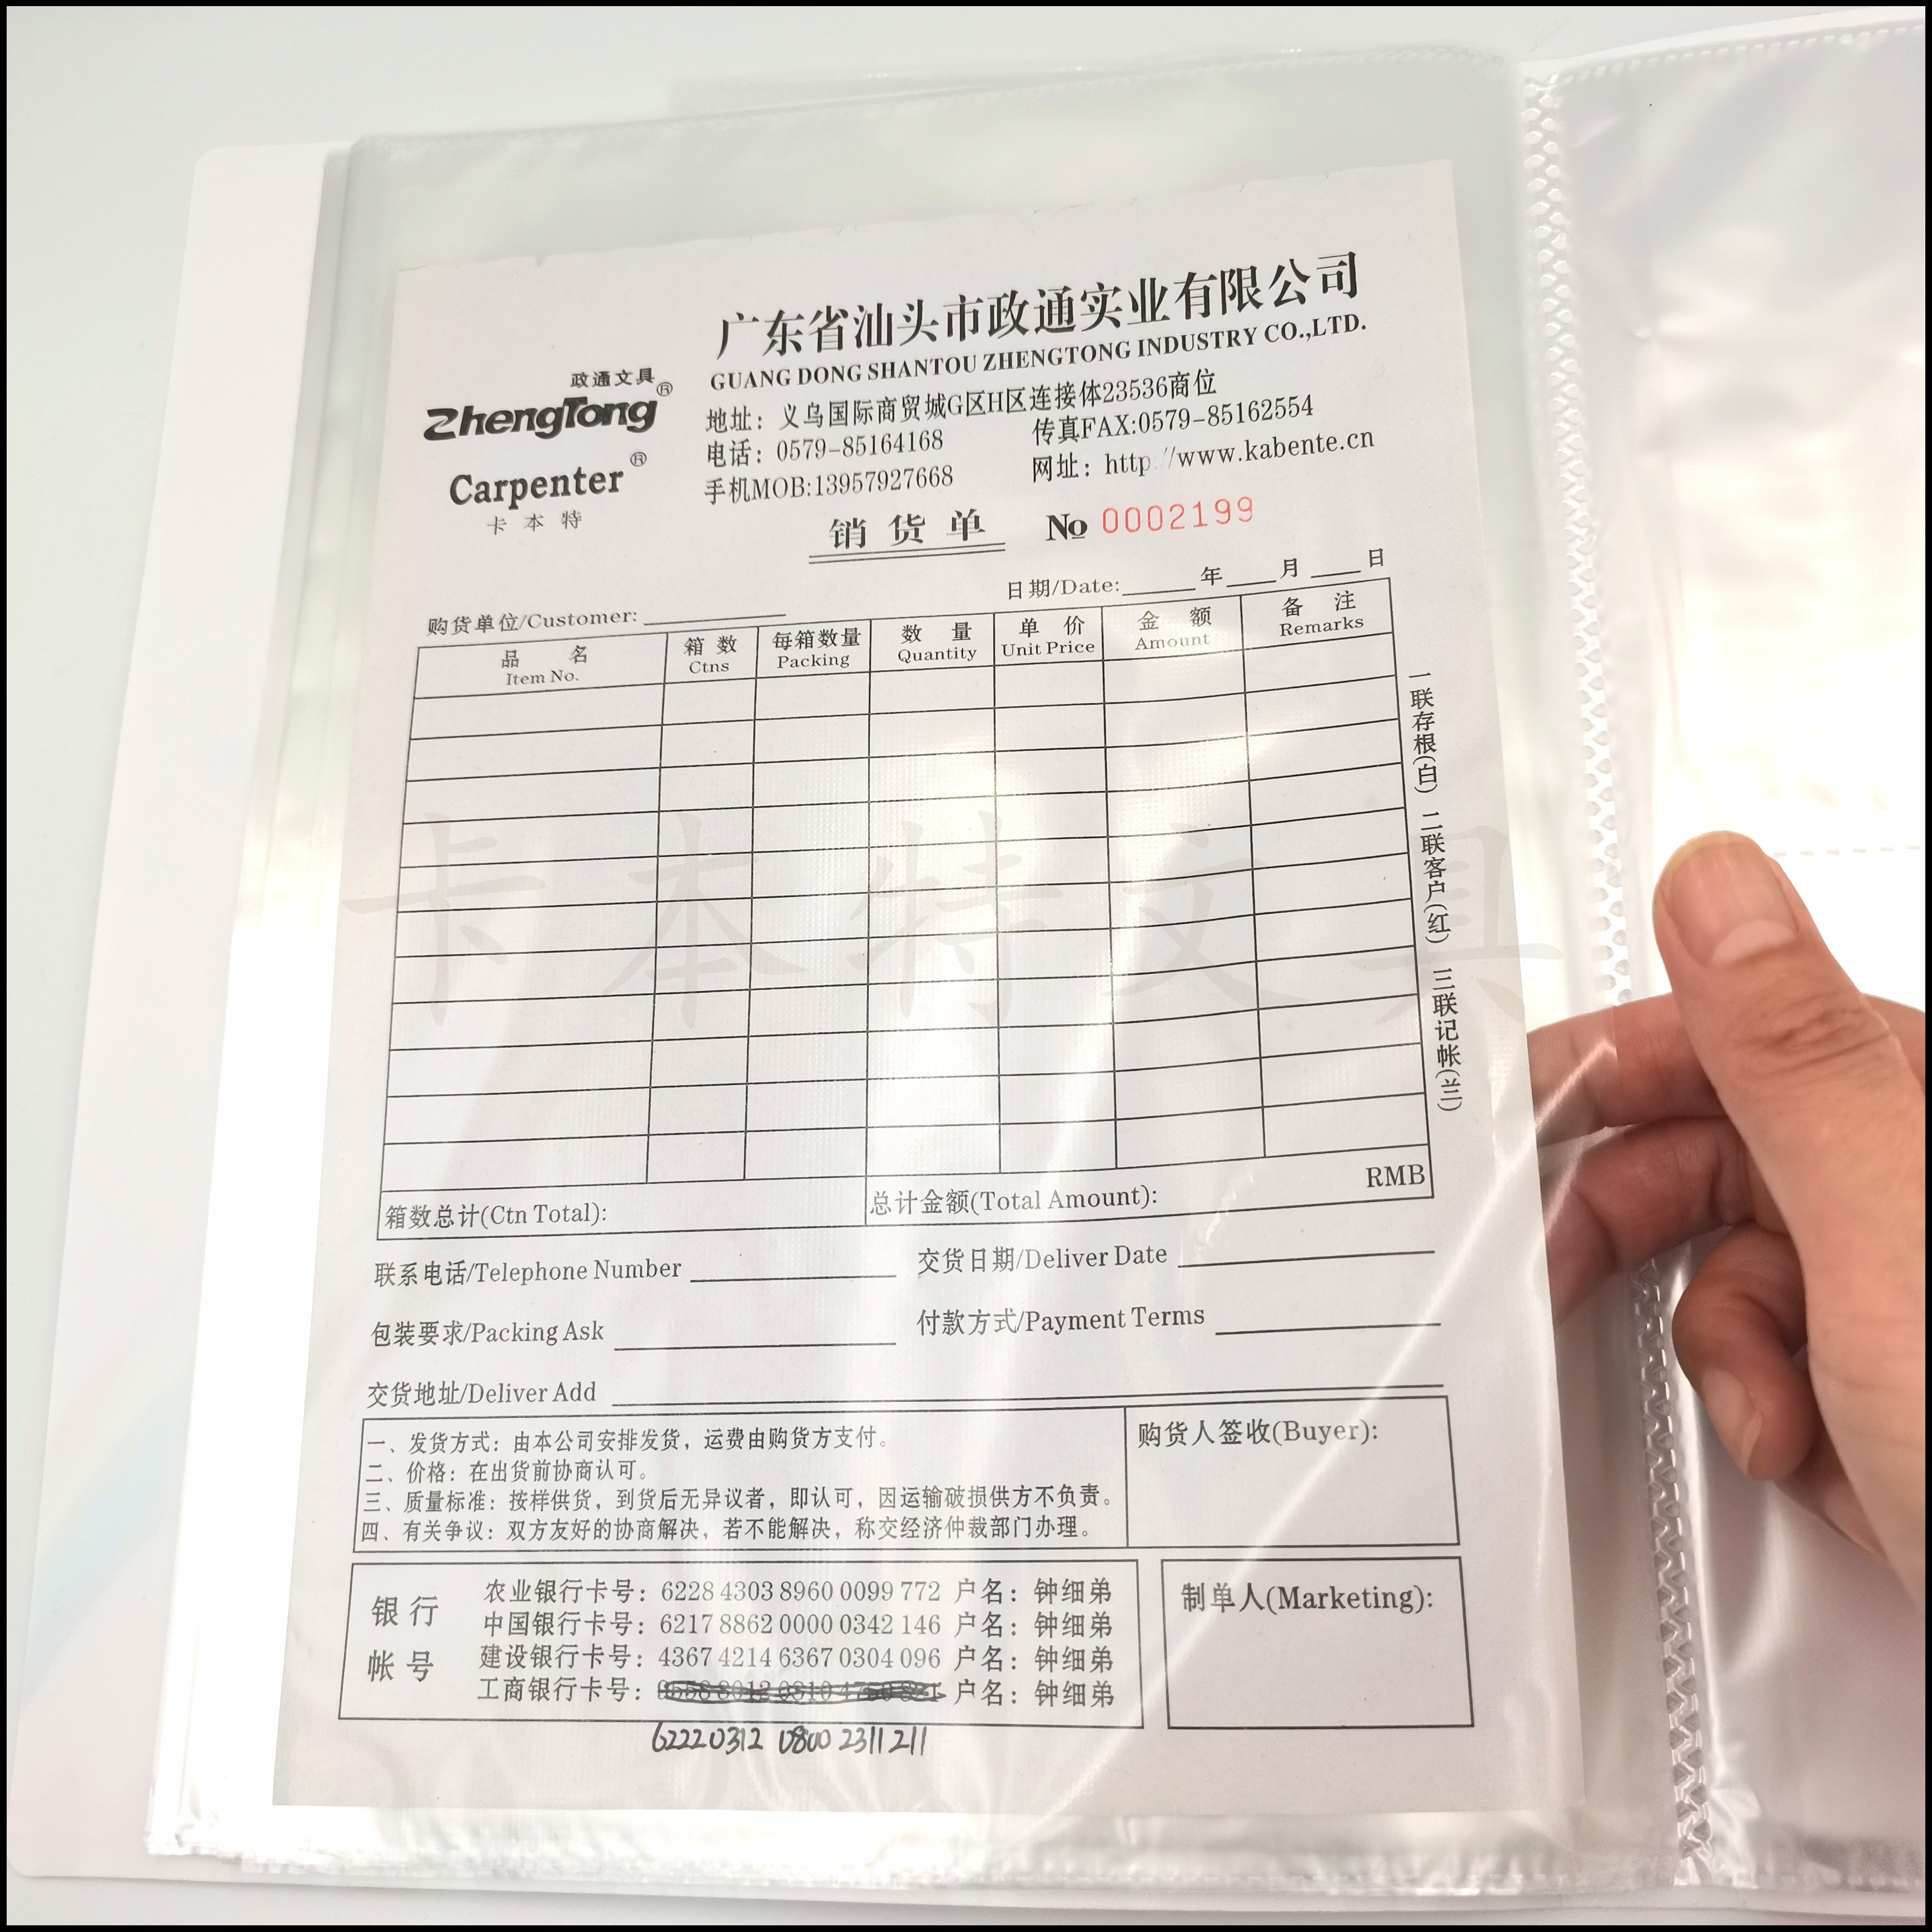 广东省汕头市政通实业有限公司
GUANG DONG SHANTOU ZHENGTONG INDUSTRY CO.,LTD.
政通文具®
ZhengTong
Carpenter®
卡本特
地址：义乌国际商贸城G区H区连接体23536商位
电话：0579-85164168 传真FAX:0579-85162554
手机MOB:13957927668 网址：http://www.kabente.cn
销货单 № 0002199
日期/Date: 年 月 日
购货单位/Customer:
品名 箱数 每箱数量 数量 单价 金额 备注
Item No. Ctns Packing Quantity Unit Price Amount Remarks
一联存根(白) 二联客户(红) 三联记帐(兰)
卡本特文具
箱数总计(Ctn Total): 总计金额(Total Amount): RMB
联系电话/Telephone Number 交货日期/Deliver Date
包装要求/Packing Ask 付款方式/Payment Terms
交货地址/Deliver Add
一、发货方式：由本公司安排发货，运费由购货方支付。
二、价格：在出货前协商认可。
三、质量标准：按样供货，到货后无异议者，即认可，因运输破损供方不负责。
四、有关争议：双方友好的协商解决，若不能解决，称交经济仲裁部门办理。
购货人签收(Buyer):
银行帐号
农业银行卡号：6228 4303 8960 0099 772 户名：钟细弟
中国银行卡号：6217 8862 0000 0342 146 户名：钟细弟
建设银行卡号：4367 4214 6367 0304 096 户名：钟细弟
工商银行卡号： 户名：钟细弟
62220312 0800 2311 211
制单人(Marketing):